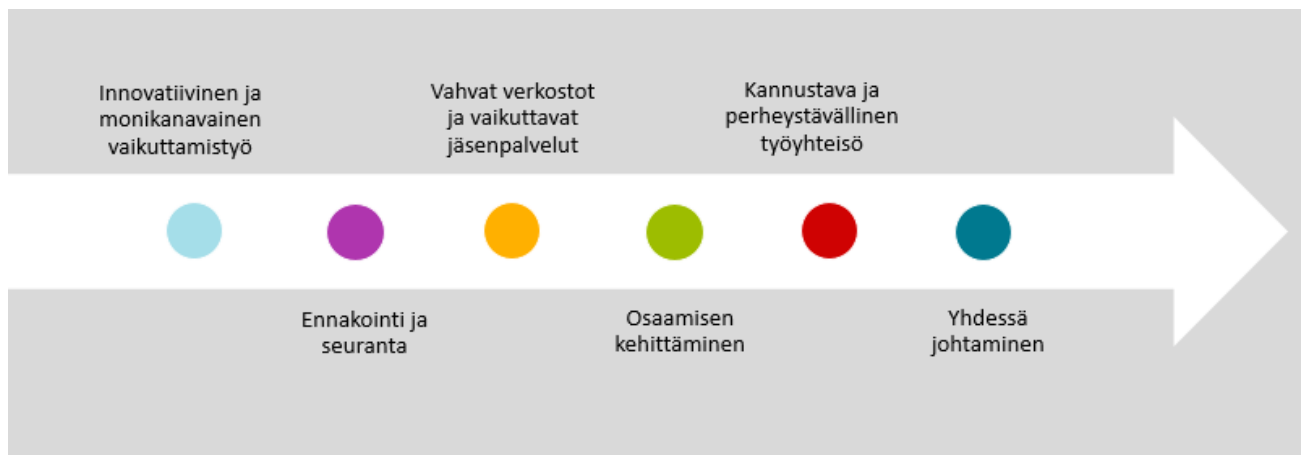 Innovatiivinen ja
monikanavainen
vaikuttamistyö
Ennakointi ja
seuranta
Vahvat verkostot
ja vaikuttavat
jäsenpalvelut
Osaamisen
kehittäminen
Kannustava ja
perheystävällinen
työyhteisö
Yhdessä
johtaminen